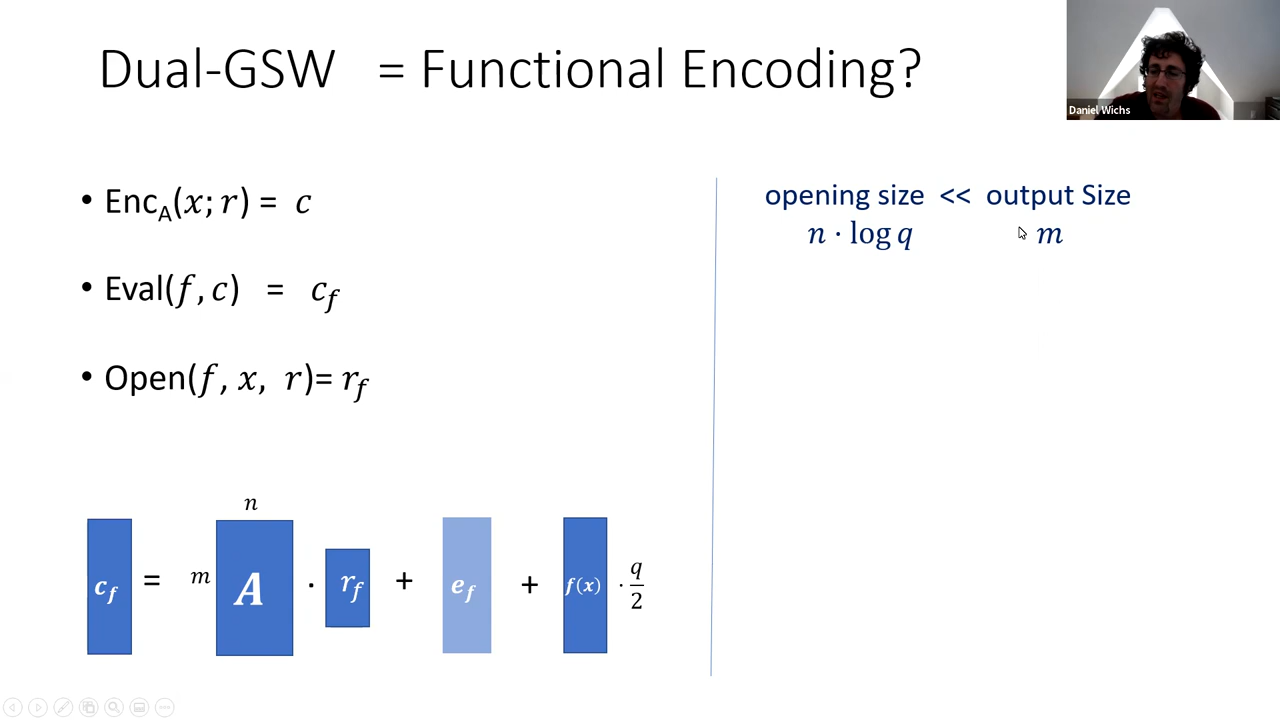 Dual-GSW = Functional Encoding?
Daniel Wichs
• Enc_A(x; r) = c
• Eval(f, c) = c_f
• Open(f, x, r)= r_f
opening size << output Size
n · log q m
n
c_f = m A · r_f + e_f + f(x) · q/2